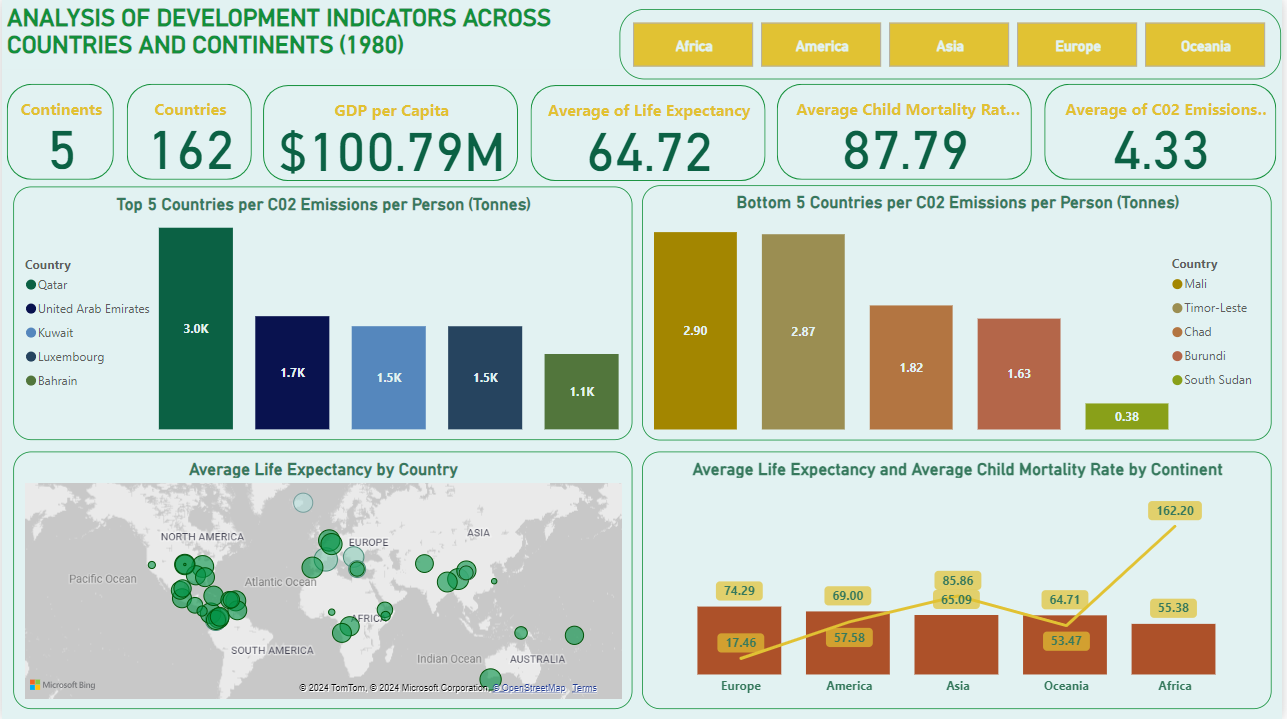 ANALYSIS OF DEVELOPMENT INDICATORS ACROSS
COUNTRIES AND CONTINENTS (1980)
Africa
America
Asia
Europe
Oceania
Continents
5
Countries
162
GDP per Capita
$100.79M
Average of Life Expectancy
64.72
Average Child Mortality Rat...
87.79
Average of C02 Emissions..
4.33
Top 5 Countries per C02 Emissions per Person (Tonnes)
Country
Qatar
United Arab Emirates
Kuwait
Luxembourg
Bahrain
3.0K
1.7K
1.5K
1.5K
1.1K
Bottom 5 Countries per C02 Emissions per Person (Tonnes)
2.90
2.87
1.82
1.63
0.38
Country
Mali
Timor-Leste
Chad
Burundi
South Sudan
Average Life Expectancy by Country
NORTH AMERICA
EUROPE
ASIA
Pacific Ocean
Atlantic Ocean
AFRICA
SOUTH AMERICA
Indian Ocean
AUSTRALIA
Microsoft Bing
© 2024 TomTom, © 2024 Microsoft Corporation, © OpenStreetMap Terms
Average Life Expectancy and Average Child Mortality Rate by Continent
162.20
74.29
69.00
85.86
65.09
64.71
55.38
17.46
57.58
53.47
Europe
America
Asia
Oceania
Africa